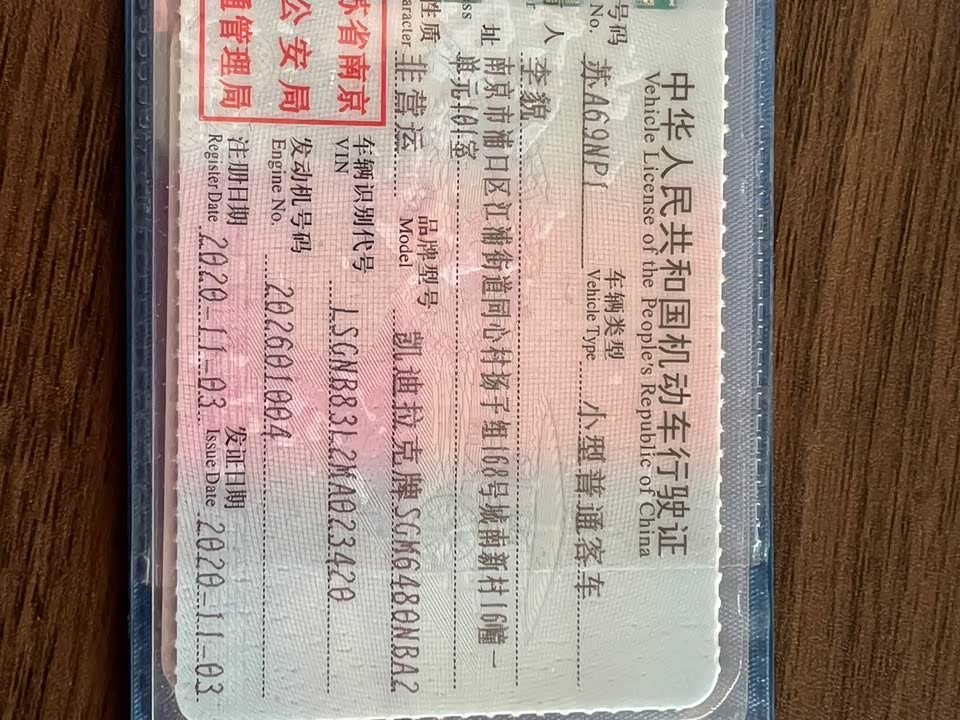 中华人民共和国机动车行驶证
Vehicle License of the People's Republic of China
号码 苏A69NP1 车辆类型 小型普通客车
No. Vehicle Type
人 李貌
址 南京市浦口区江浦街道同心村扬子组168号城南新村16幢一
单元101室
性质 非营运 品牌型号 凯迪拉克牌SGM6480NBA2
Model
车辆识别代号 LSGNB83L2MA023420
VIN
发动机号码 202601004
Engine No.
注册日期 2020-11-03 发证日期 2020-11-03
Register Date Issue Date
苏省南京
公安局
管理局